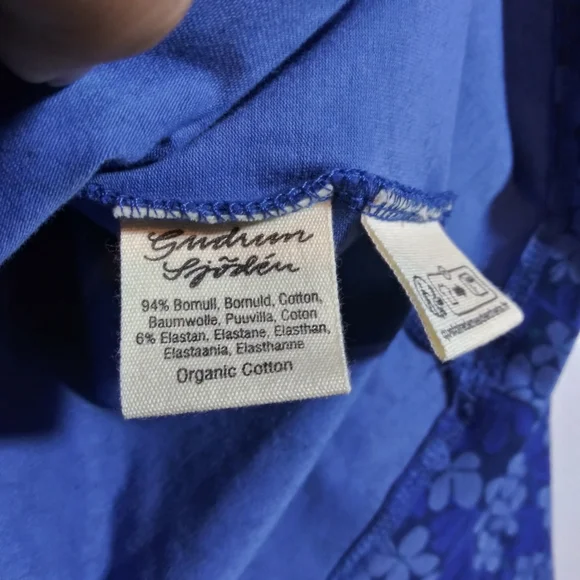 Gudrun
Sjödén
94% Bomull, Bomuld, Cotton,
Baumwolle, Puuvilla, Coton
6% Elastan, Elastane, Elasthan,
Elastaania, Elasthanne
Organic Cotton